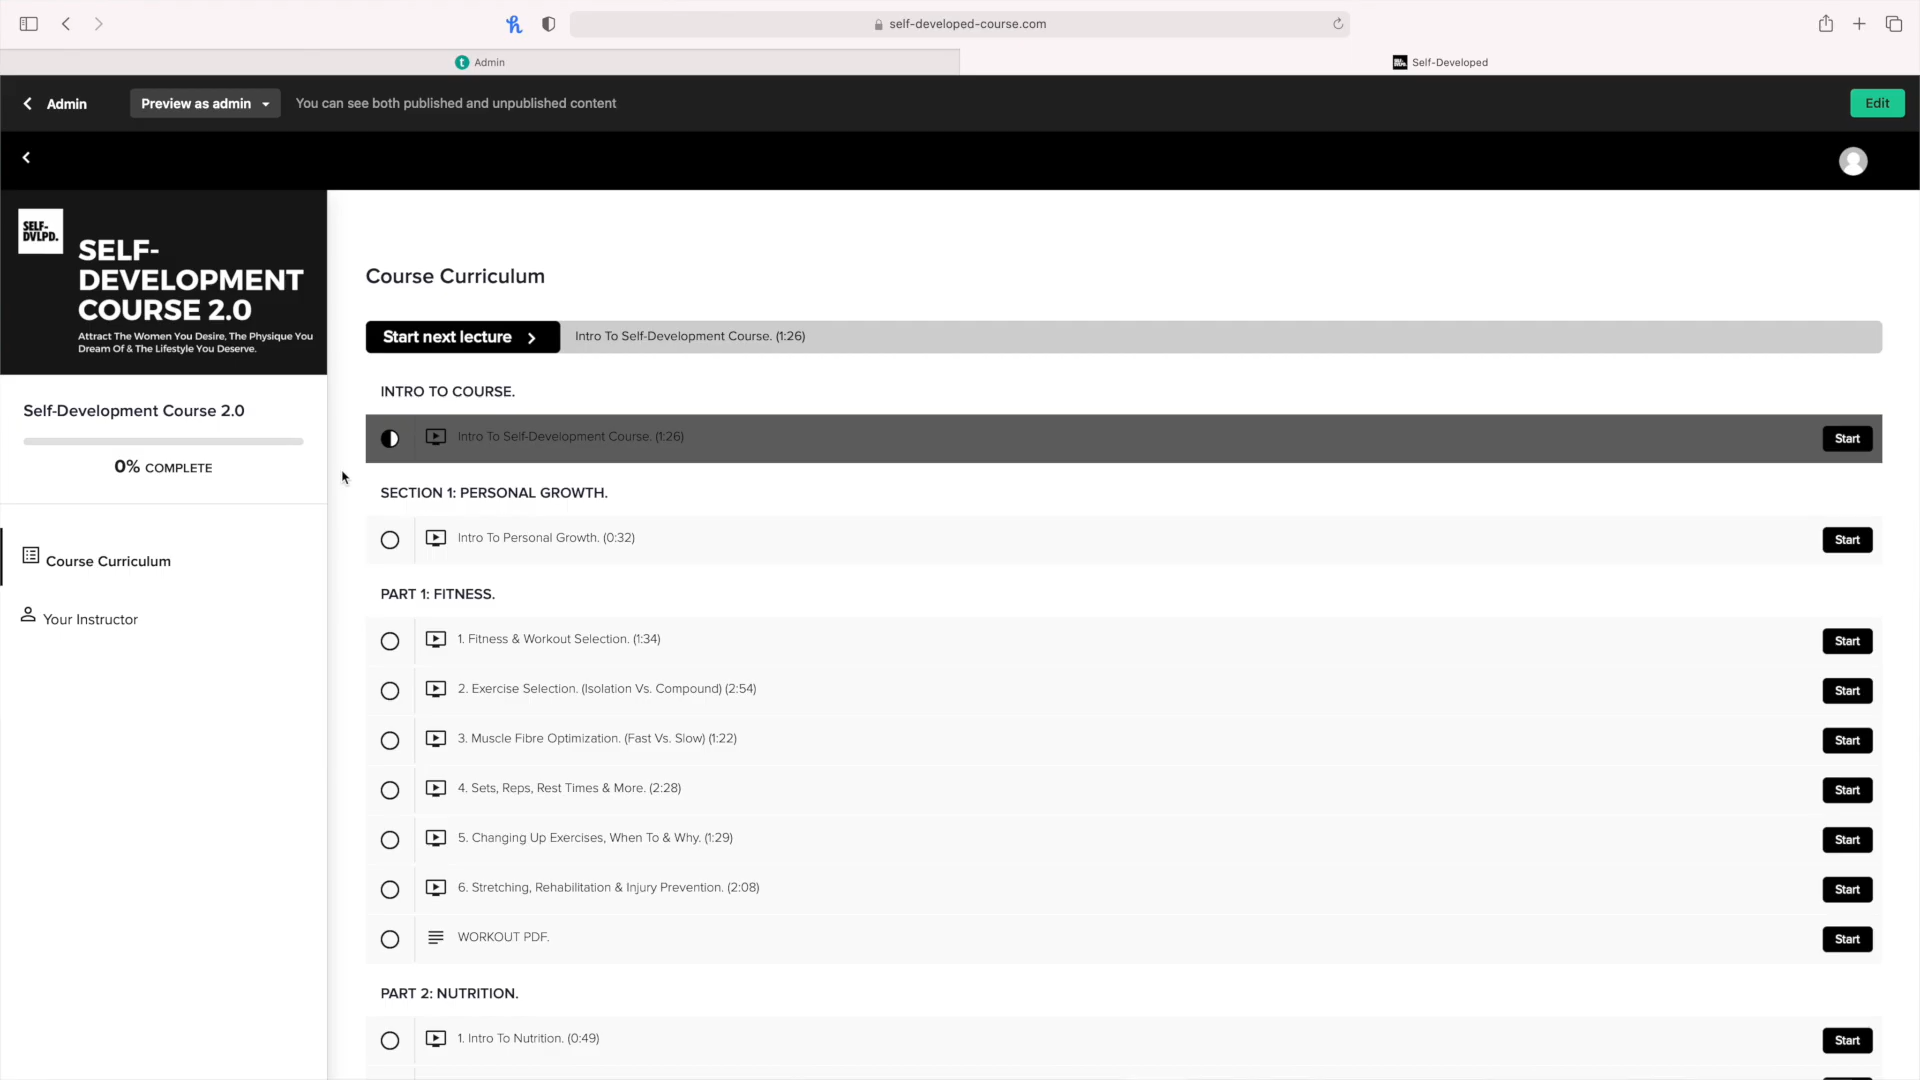 self-developed-course.com
Admin
Self-Developed
Admin
Preview as admin
You can see both published and unpublished content
Edit
SELF-
DVLPD.
SELF-
DEVELOPMENT
COURSE 2.0
Attract The Women You Desire, The Physique You
Dream Of & The Lifestyle You Deserve.
Self-Development Course 2.0
0% COMPLETE
Course Curriculum
Your Instructor
Course Curriculum
Start next lecture
Intro To Self-Development Course. (1:26)
INTRO TO COURSE.
Intro To Self-Development Course. (1:26)
Start
SECTION 1: PERSONAL GROWTH.
Intro To Personal Growth. (0:32)
Start
PART 1: FITNESS.
1. Fitness & Workout Selection. (1:34)
Start
2. Exercise Selection. (Isolation Vs. Compound) (2:54)
Start
3. Muscle Fibre Optimization. (Fast Vs. Slow) (1:22)
Start
4. Sets, Reps, Rest Times & More. (2:28)
Start
5. Changing Up Exercises, When To & Why. (1:29)
Start
6. Stretching, Rehabilitation & Injury Prevention. (2:08)
Start
WORKOUT PDF.
Start
PART 2: NUTRITION.
1. Intro To Nutrition. (0:49)
Start